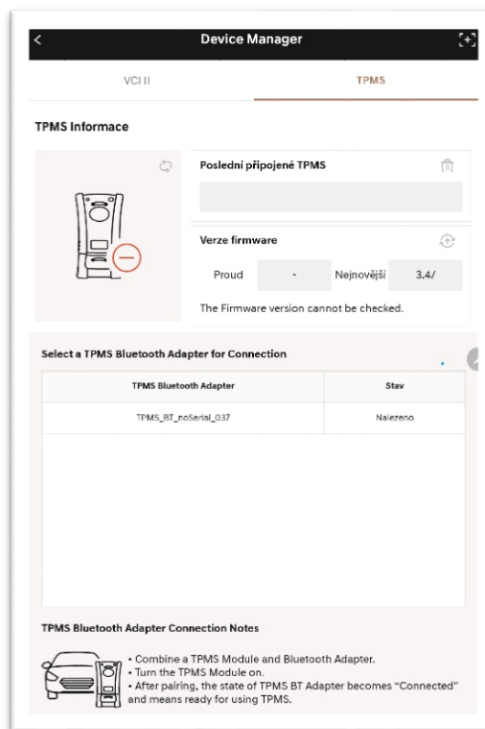 Device Manager
VCI II
TPMS
TPMS Informace
Poslední připojené TPMS
Verze firmware
Proud
-
Nejnovější
3.4/
The Firmware version cannot be checked.
Select a TPMS Bluetooth Adapter for Connection
TPMS Bluetooth Adapter
Stav
TPMS_BT_noSerial_037
Nalezeno
TPMS Bluetooth Adapter Connection Notes
• Combine a TPMS Module and Bluetooth Adapter.
• Turn the TPMS Module on.
• After pairing, the state of TPMS BT Adapter becomes "Connected"
and means ready for using TPMS.